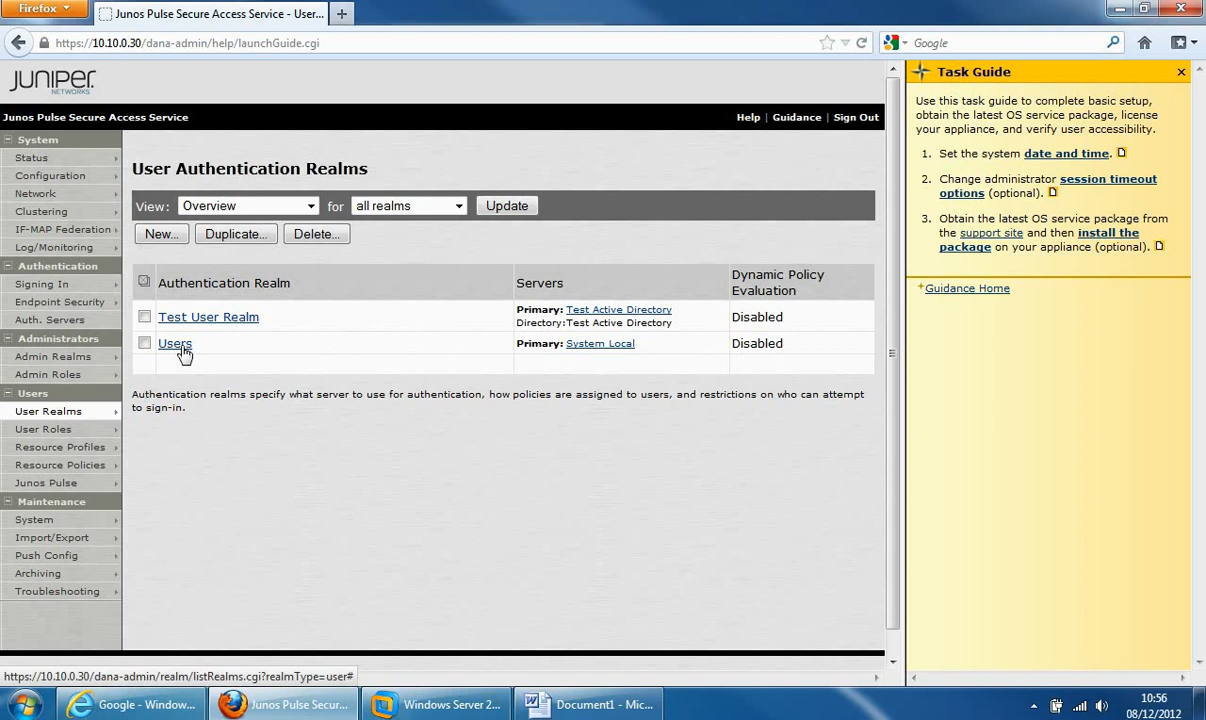 Firefox
Junos Pulse Secure Access Service - User...
https://10.10.0.30/dana-admin/help/launchGuide.cgi
Google
JUNIPER
NETWORKS
Junos Pulse Secure Access Service
Help | Guidance | Sign Out
System
Status
Configuration
Network
Clustering
IF-MAP Federation
Log/Monitoring
Authentication
Signing In
Endpoint Security
Auth. Servers
Administrators
Admin Realms
Admin Roles
Users
User Realms
User Roles
Resource Profiles
Resource Policies
Junos Pulse
Maintenance
System
Import/Export
Push Config
Archiving
Troubleshooting
User Authentication Realms
View: Overview for all realms Update
New... Duplicate... Delete...
Authentication Realm Servers Dynamic Policy Evaluation
Test User Realm Primary: Test Active Directory Disabled
Directory:Test Active Directory
Users Primary: System Local Disabled
Authentication realms specify what server to use for authentication, how policies are assigned to users, and restrictions on who can attempt
to sign-in.
Task Guide
Use this task guide to complete basic setup,
obtain the latest OS service package, license
your appliance, and verify user accessibility.
1. Set the system date and time.
2. Change administrator session timeout
options (optional).
3. Obtain the latest OS service package from
the support site and then install the
package on your appliance (optional).
Guidance Home
https://10.10.0.30/dana-admin/realm/listRealms.cgi?realmType=user#
Google - Window...
Junos Pulse Secur...
Windows Server 2...
Document1 - Mic...
10:56
08/12/2012